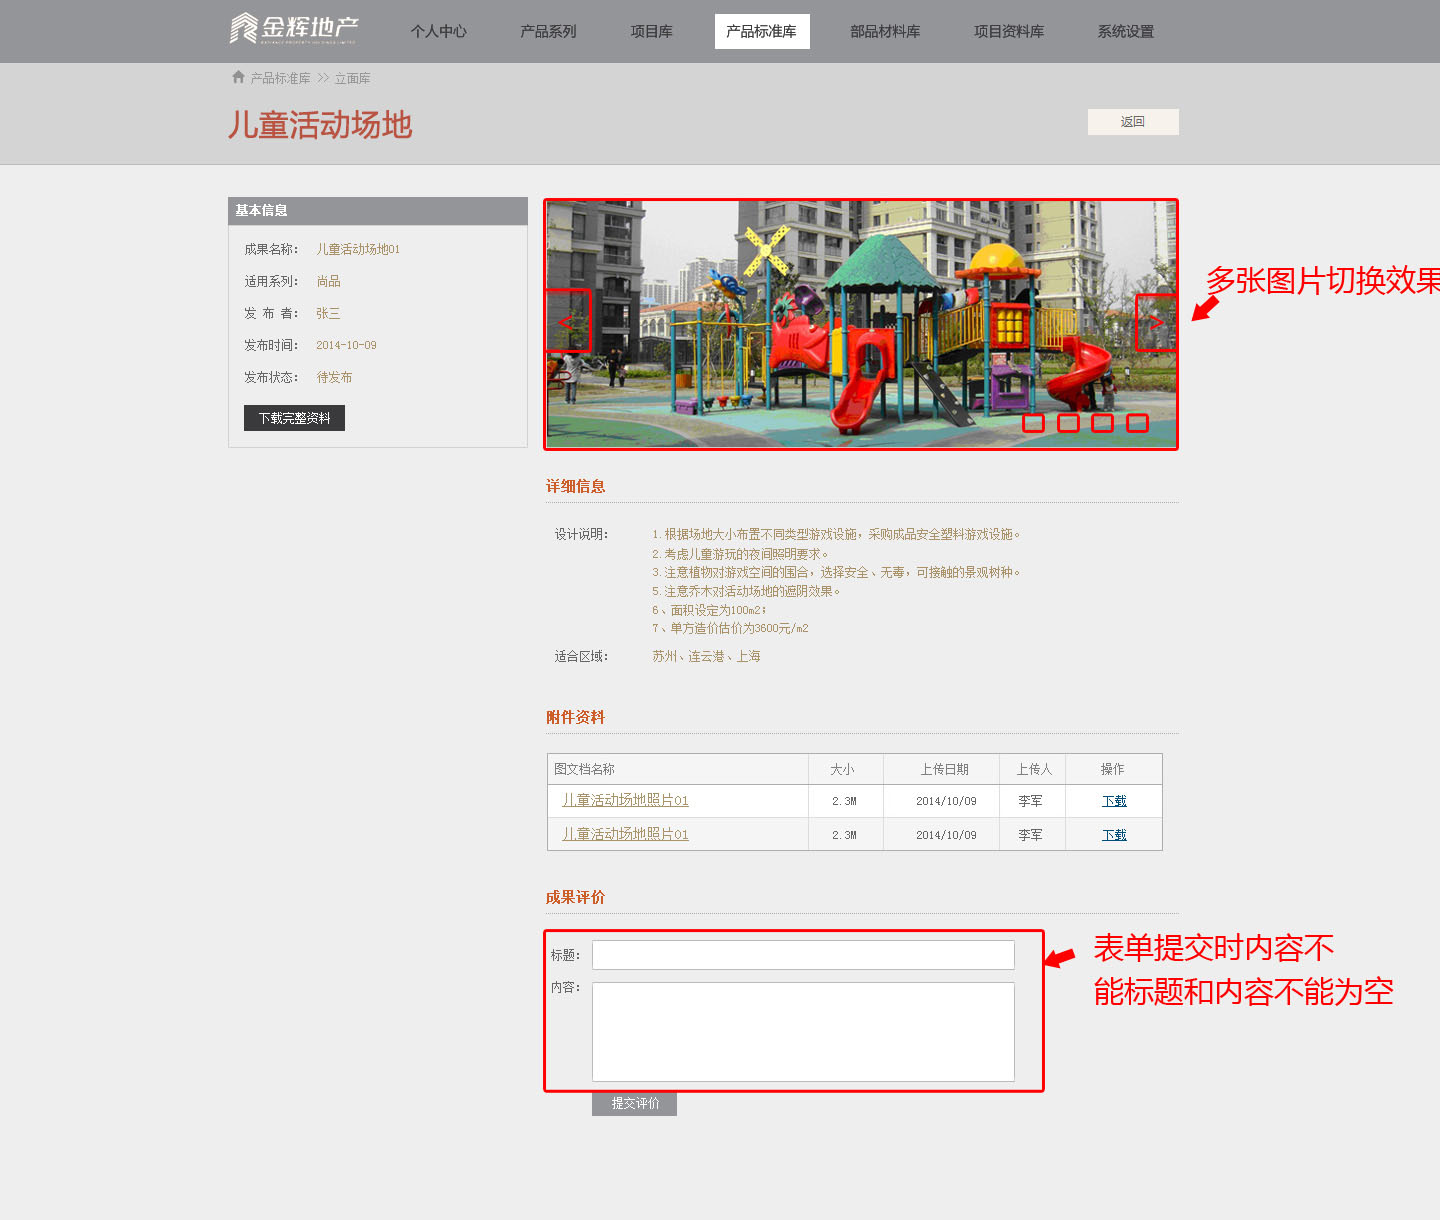 金辉地产
个人中心 产品系列 项目库 产品标准库 部品材料库 项目资料库 系统设置
产品标准库 >> 立面库
儿童活动场地
返回
基本信息
成果名称： 儿童活动场地01
适用系列： 尚品
发 布 者： 张三
发布时间： 2014-10-09
发布状态： 待发布
下载完整资料
<
>
多张图片切换效果
详细信息
设计说明： 1.根据场地大小布置不同类型游戏设施，采购成品安全塑料游戏设施。
2.考虑儿童游玩的夜间照明要求。
3.注意植物对游戏空间的围合，选择安全、无毒，可接触的景观树种。
5.注意乔木对活动场地的遮阴效果。
6、面积设定为100m2；
7、单方造价估价为3600元/m2
适合区域： 苏州、连云港、上海
附件资料
图文档名称 大小 上传日期 上传人 操作
儿童活动场地照片01 2.3M 2014/10/09 李军 下载
儿童活动场地照片01 2.3M 2014/10/09 李军 下载
成果评价
标题：
内容：
表单提交时内容不
能标题和内容不能为空
提交评价